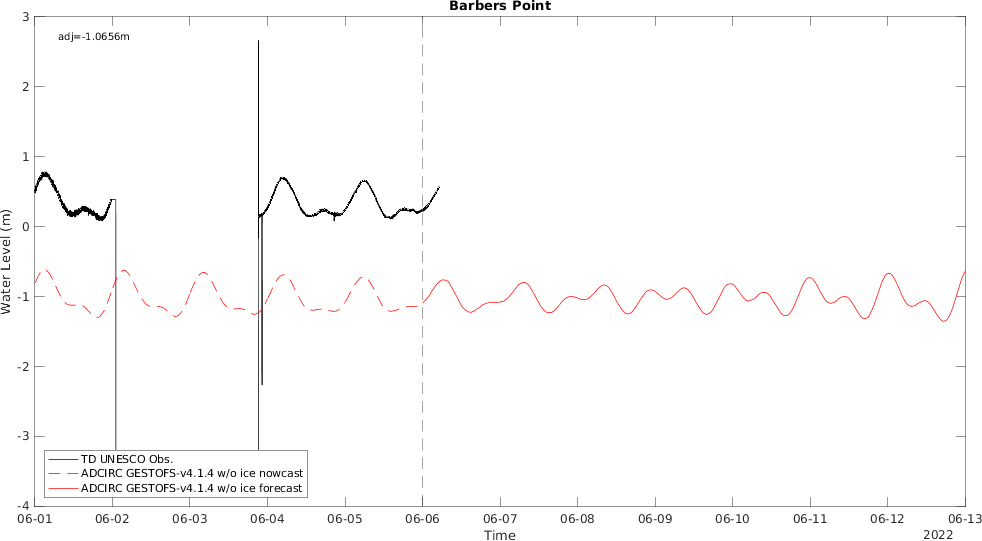 Barbers Point
adj=-1.0656m
Water Level (m)
3
2
1
0
-1
-2
-3
-4
TD UNESCO Obs.
ADCIRC GESTOFS-v4.1.4 w/o ice nowcast
ADCIRC GESTOFS-v4.1.4 w/o ice forecast
06-01 06-02 06-03 06-04 06-05 06-06 06-07 06-08 06-09 06-10 06-11 06-12 06-13
Time
2022